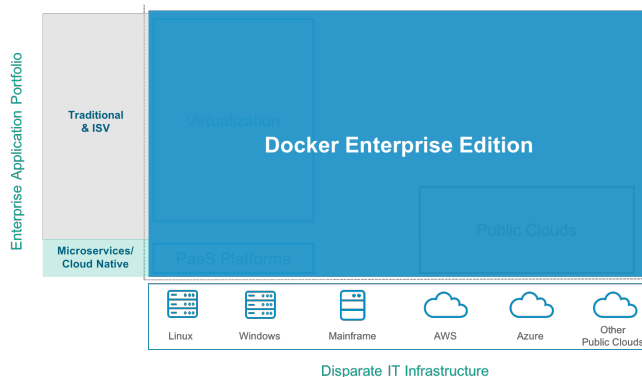 Enterprise Application Portfolio
Traditional
& ISV
Virtualization
Docker Enterprise Edition
Public Clouds
Microservices/
Cloud Native
PaaS Platforms
Linux
Windows
Mainframe
AWS
Azure
Other
Public Clouds
Disparate IT Infrastructure